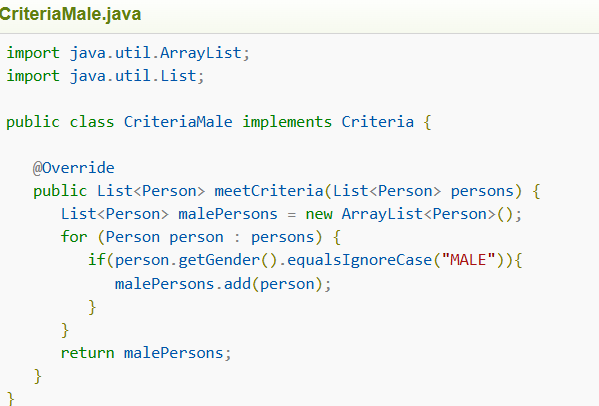 CriteriaMale.java
import java.util.ArrayList;
import java.util.List;
public class CriteriaMale implements Criteria {
@Override
public List<Person> meetCriteria(List<Person> persons) {
List<Person> malePersons = new ArrayList<Person>();
for (Person person : persons) {
if(person.getGender().equalsIgnoreCase("MALE")){
malePersons.add(person);
}
}
return malePersons;
}
}